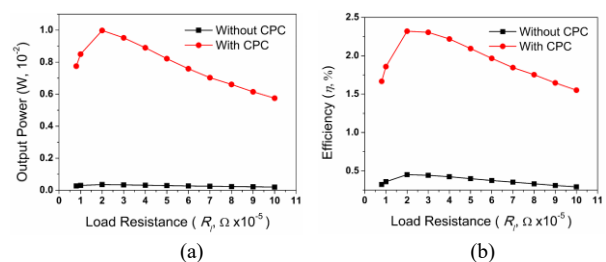 Output Power (W, 10⁻²)
1.0
0.8
0.6
0.4
0.2
0.0
Without CPC
With CPC
1 2 3 4 5 6 7 8 9 10
Load Resistance ( Rₗ, Ω x10⁻⁵)
(a)
Efficiency (η, %)
2.5
2.0
1.5
1.0
0.5
Without CPC
With CPC
0 1 2 3 4 5 6 7 8 9 10 11
Load Resistance ( Rₗ, Ω x10⁻⁵)
(b)